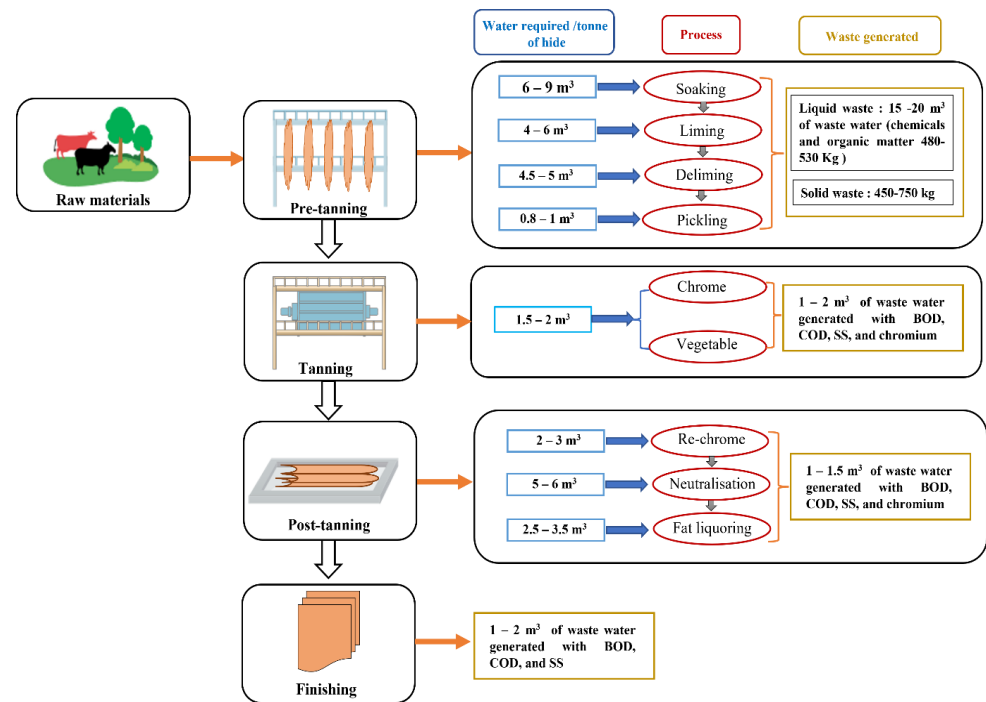 Water required /tonne
of hide
Process
Waste generated
Raw materials
Pre-tanning
6 – 9 m³
Soaking
4 – 6 m³
Liming
4.5 – 5 m³
Deliming
0.8 – 1 m³
Pickling
Liquid waste : 15 -20 m³
of waste water (chemicals
and organic matter 480-
530 Kg )
Solid waste : 450-750 kg
Tanning
1.5 – 2 m³
Chrome
Vegetable
1 – 2 m³ of waste water
generated with BOD,
COD, SS, and chromium
Post-tanning
2 – 3 m³
Re-chrome
5 – 6 m³
Neutralisation
2.5 – 3.5 m³
Fat liquoring
1 – 1.5 m³ of waste water
generated with BOD,
COD, SS, and chromium
Finishing
1 – 2 m³ of waste water
generated with BOD,
COD, and SS